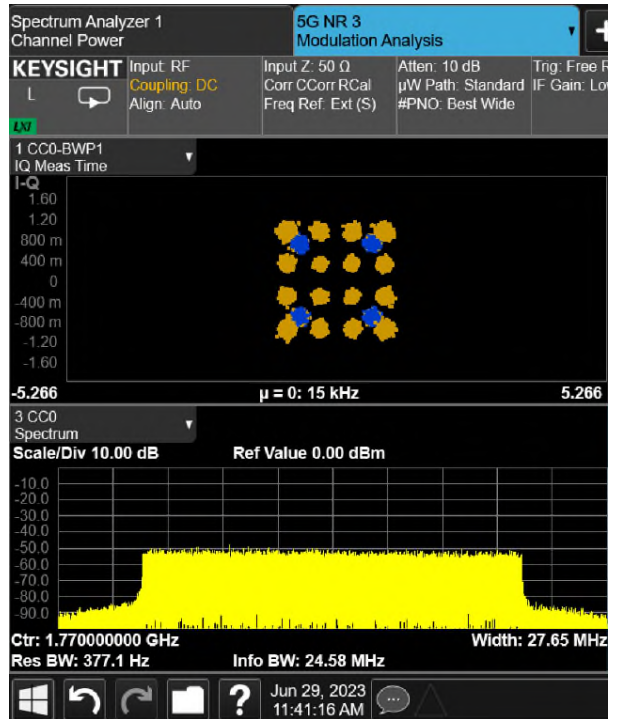 Spectrum Analyzer 1
Channel Power
5G NR 3
Modulation Analysis
KEYSIGHT
L
LXI
Input: RF
Coupling: DC
Align: Auto
Input Z: 50 Ω
Corr CCorr RCal
Freq Ref: Ext (S)
Atten: 10 dB
µW Path: Standard
#PNO: Best Wide
Trig: Free R
IF Gain: Lo
1 CC0-BWP1
IQ Meas Time
I-Q
1.60
1.20
800 m
400 m
0
-400 m
-800 m
-1.20
-1.60
-5.266
µ = 0: 15 kHz
5.266
3 CC0
Spectrum
Scale/Div 10.00 dB
Ref Value 0.00 dBm
-10.0
-20.0
-30.0
-40.0
-50.0
-60.0
-70.0
-80.0
-90.0
Ctr: 1.770000000 GHz
Width: 27.65 MHz
Res BW: 377.1 Hz
Info BW: 24.58 MHz
?
Jun 29, 2023
11:41:16 AM